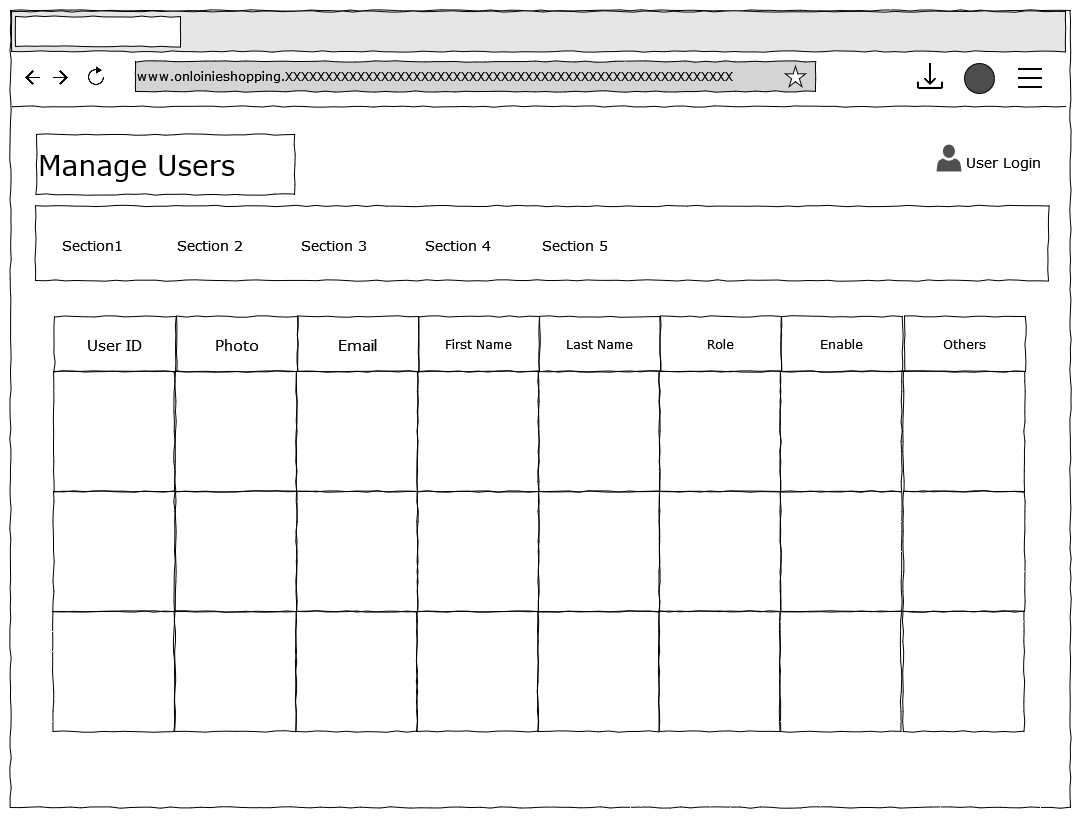 www.onloinieshopping.XXXXXXXXXXXXXXXXXXXXXXXXXXXXXXXXXXXXXXXXXXXXXXXXXXXXXXXX
Manage Users
User Login
Section1 Section 2 Section 3 Section 4 Section 5
User ID Photo Email First Name Last Name Role Enable Others